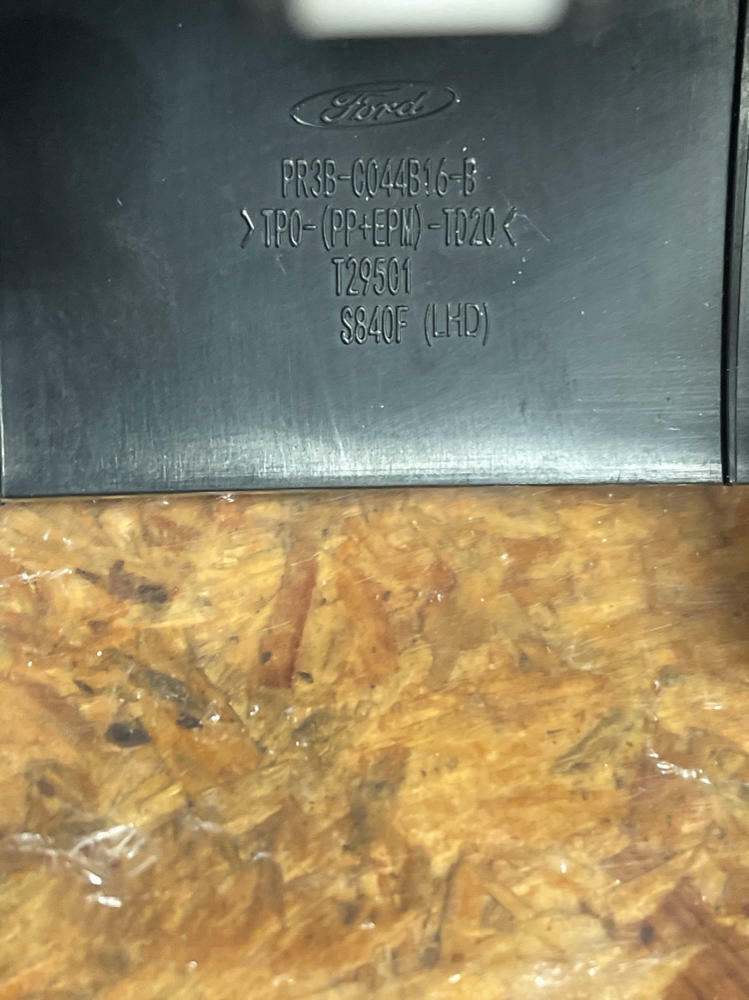 Ford
PR3B-C044B16-B
>TPO-(PP+EPM)-TD20<
T29501
S840F (LHD)